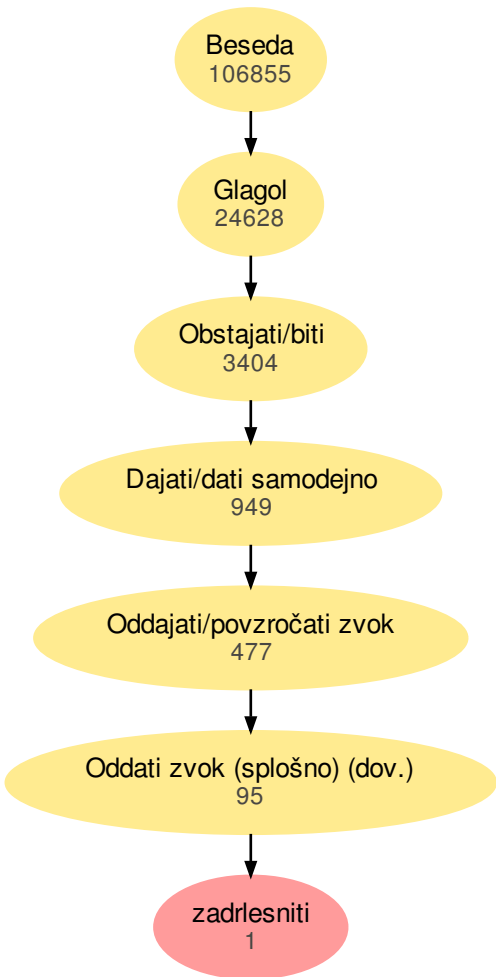 Beseda
106855
Glagol
24628
Obstajati/biti
3404
Dajati/dati samodejno
949
Oddajati/povzročati zvok
477
Oddati zvok (splošno) (dov.)
95
zadrlesniti
1